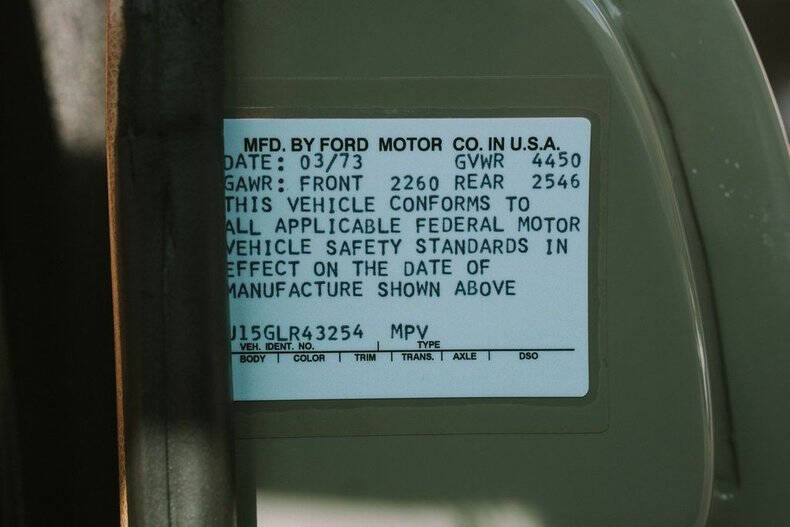 MFD. BY FORD MOTOR CO. IN U.S.A.
DATE: 03/73 GVWR 4450
GAWR: FRONT 2260 REAR 2546
THIS VEHICLE CONFORMS TO
ALL APPLICABLE FEDERAL MOTOR
VEHICLE SAFETY STANDARDS IN
EFFECT ON THE DATE OF
MANUFACTURE SHOWN ABOVE
U15GLR43254 MPV
VEH. IDENT. NO. TYPE
BODY COLOR TRIM TRANS. AXLE DSO